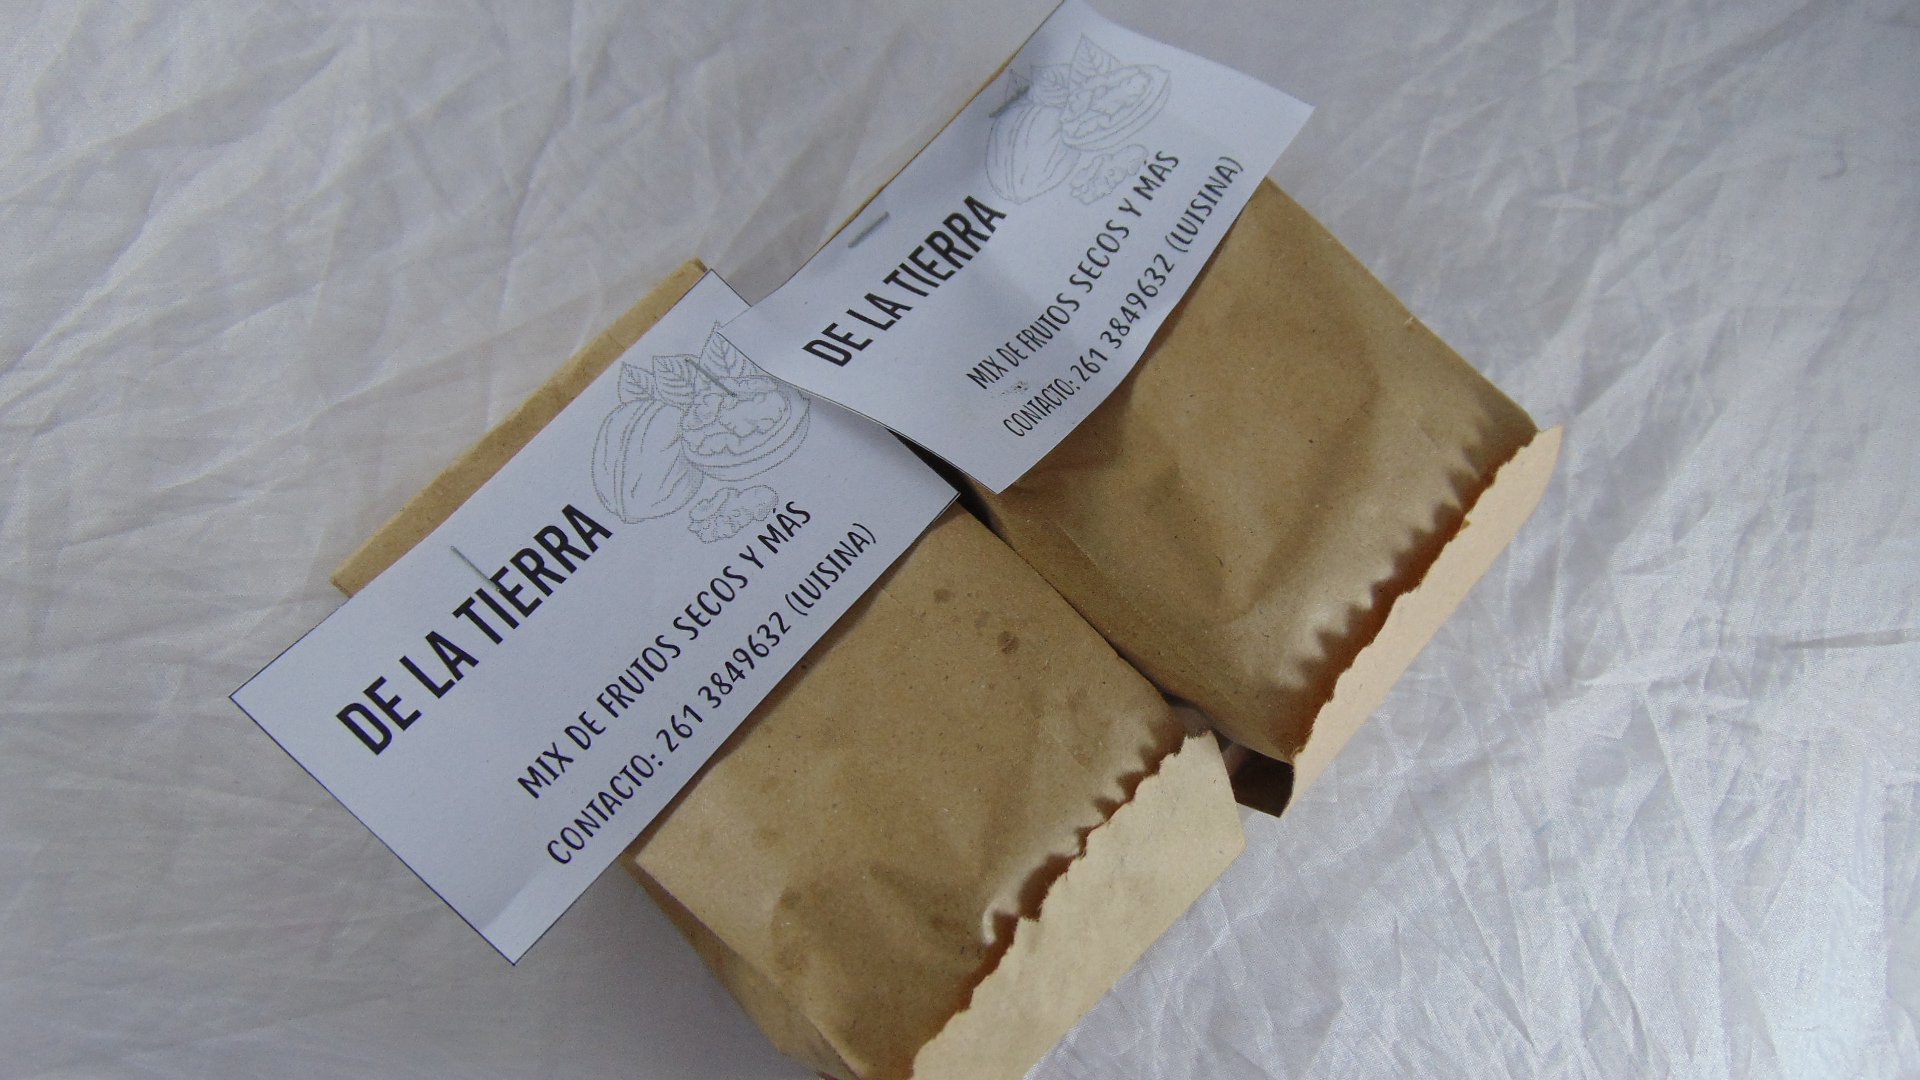 DE LA TIERRA
MIX DE FRUTOS SECOS Y MÁS
CONTACTO: 261 3849632 (LUISINA)
DE LA TIERRA
MIX DE FRUTOS SECOS Y MÁS
CONTACTO: 261 3849632 (LUISINA)